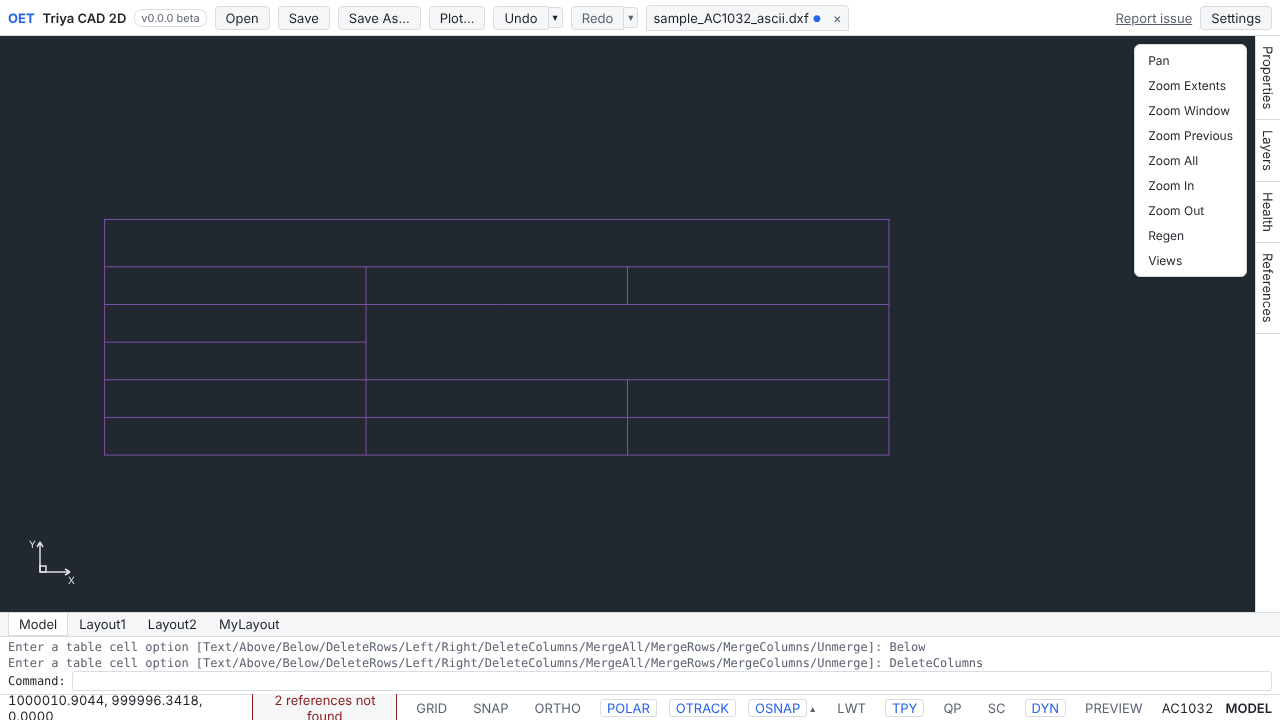 OET Triya CAD 2D v0.0.0 beta Open Save Save As... Plot... Undo ▾ Redo ▾ sample_AC1032_ascii.dxf ● × Report issue Settings
Pan
Zoom Extents
Zoom Window
Zoom Previous
Zoom All
Zoom In
Zoom Out
Regen
Views
Properties
Layers
Health
References
Y
X
Model Layout1 Layout2 MyLayout
Enter a table cell option [Text/Above/Below/DeleteRows/Left/Right/DeleteColumns/MergeAll/MergeRows/MergeColumns/Unmerge]: Below
Enter a table cell option [Text/Above/Below/DeleteRows/Left/Right/DeleteColumns/MergeAll/MergeRows/MergeColumns/Unmerge]: DeleteColumns
Command:
1000010.9044, 999996.3418,
0.0000
2 references not
found
GRID SNAP ORTHO POLAR OTRACK OSNAP ▴ LWT TPY QP SC DYN PREVIEW AC1032 MODEL